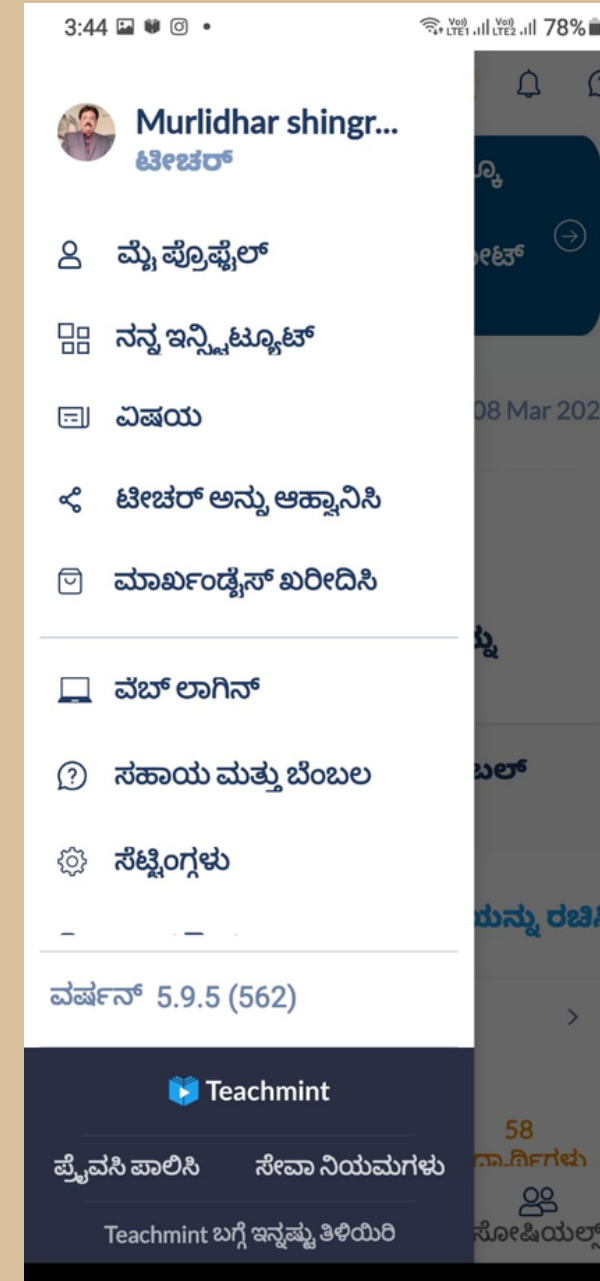 3:44
78%
Murlidhar shingr...
ಟೀಚರ್
ಮೈ ಪ್ರೊಫೈಲ್
ನನ್ನ ಇನ್ಸ್ಟಿಟ್ಯೂಟ್
ವಿಷಯ
ಟೀಚರ್ ಅನ್ನು ಆಹ್ವಾನಿಸಿ
ಮಾರ್ಖಂಡೈಸ್ ಖರೀದಿಸಿ
08 Mar 202
ವೆಬ್ ಲಾಗಿನ್
ಸಹಾಯ ಮತ್ತು ಬೆಂಬಲ
ಸೆಟ್ಟಿಂಗ್ಗಳು
ವರ್ಷನ್ 5.9.5 (562)
Teachmint
58
ಪ್ರೈವಸಿ ಪಾಲಿಸಿ ಸೇವಾ ನಿಯಮಗಳು
Teachmint ಬಗ್ಗೆ ಇನ್ನಷ್ಟು ತಿಳಿಯಿರಿ